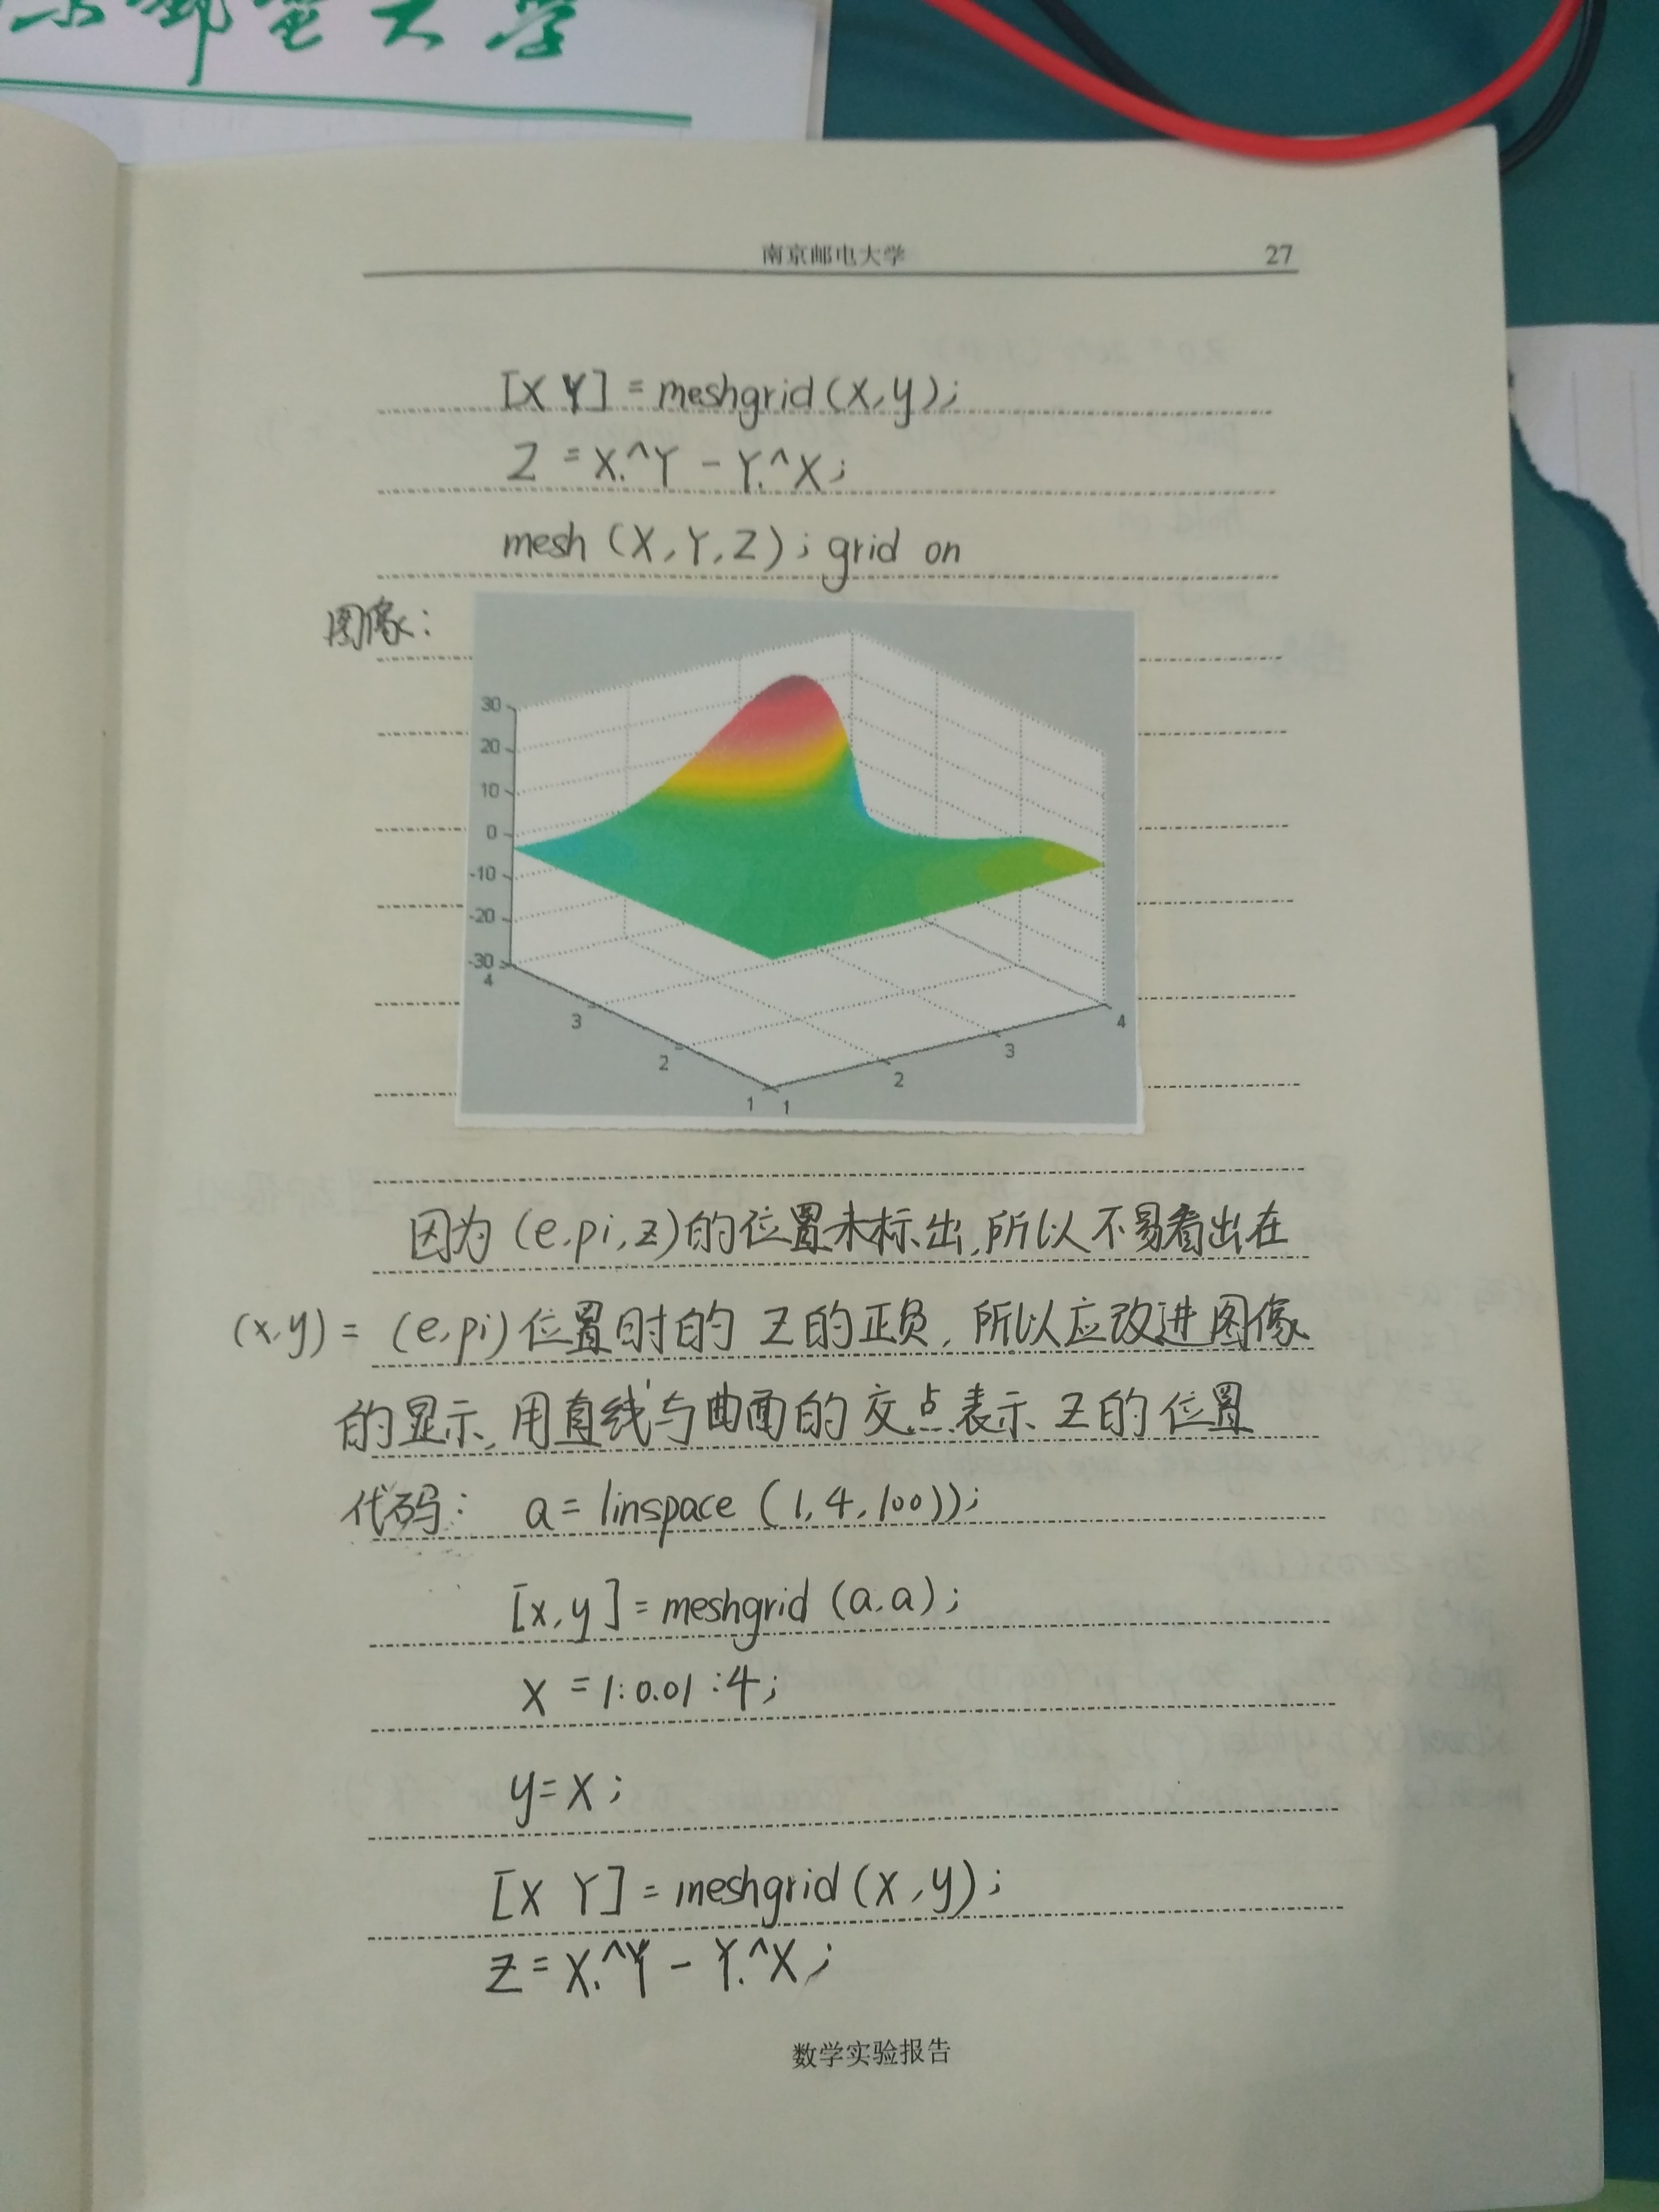 京邮电大学
南京邮电大学 27
[X Y] = meshgrid (x, y);
Z = X.^Y - Y.^X;
mesh (X, Y, Z); grid on
图像:
30
20
10
0
-10
-20
-30
4
3
2
1
1
2
3
4
因为 (e, pi, z) 的位置未标出, 所以不易看出在
(x, y) = (e, pi) 位置时的 Z 的正负, 所以应改进图像
的显示, 用直线与曲面的交点表示 Z 的位置
代码: a = linspace (1, 4, 100));
[x, y] = meshgrid (a, a);
x = 1:0.01:4;
y = x;
[X Y] = meshgrid (x, y);
Z = X.^Y - Y.^X;
数学实验报告